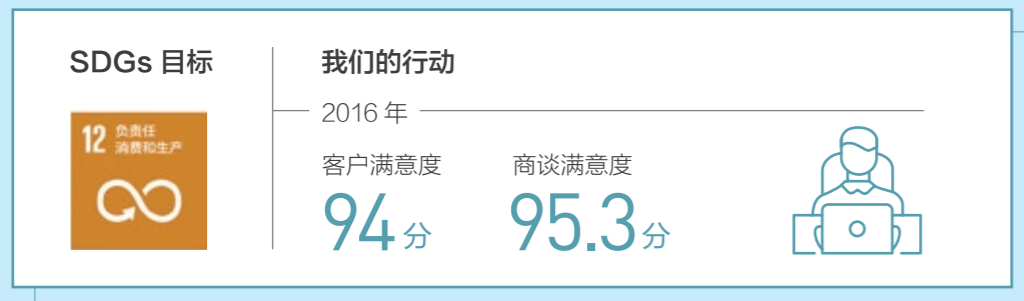 SDGs 目标
12 负责任
消费和生产
我们的行动
2016 年
客户满意度
94 分
商谈满意度
95.3 分